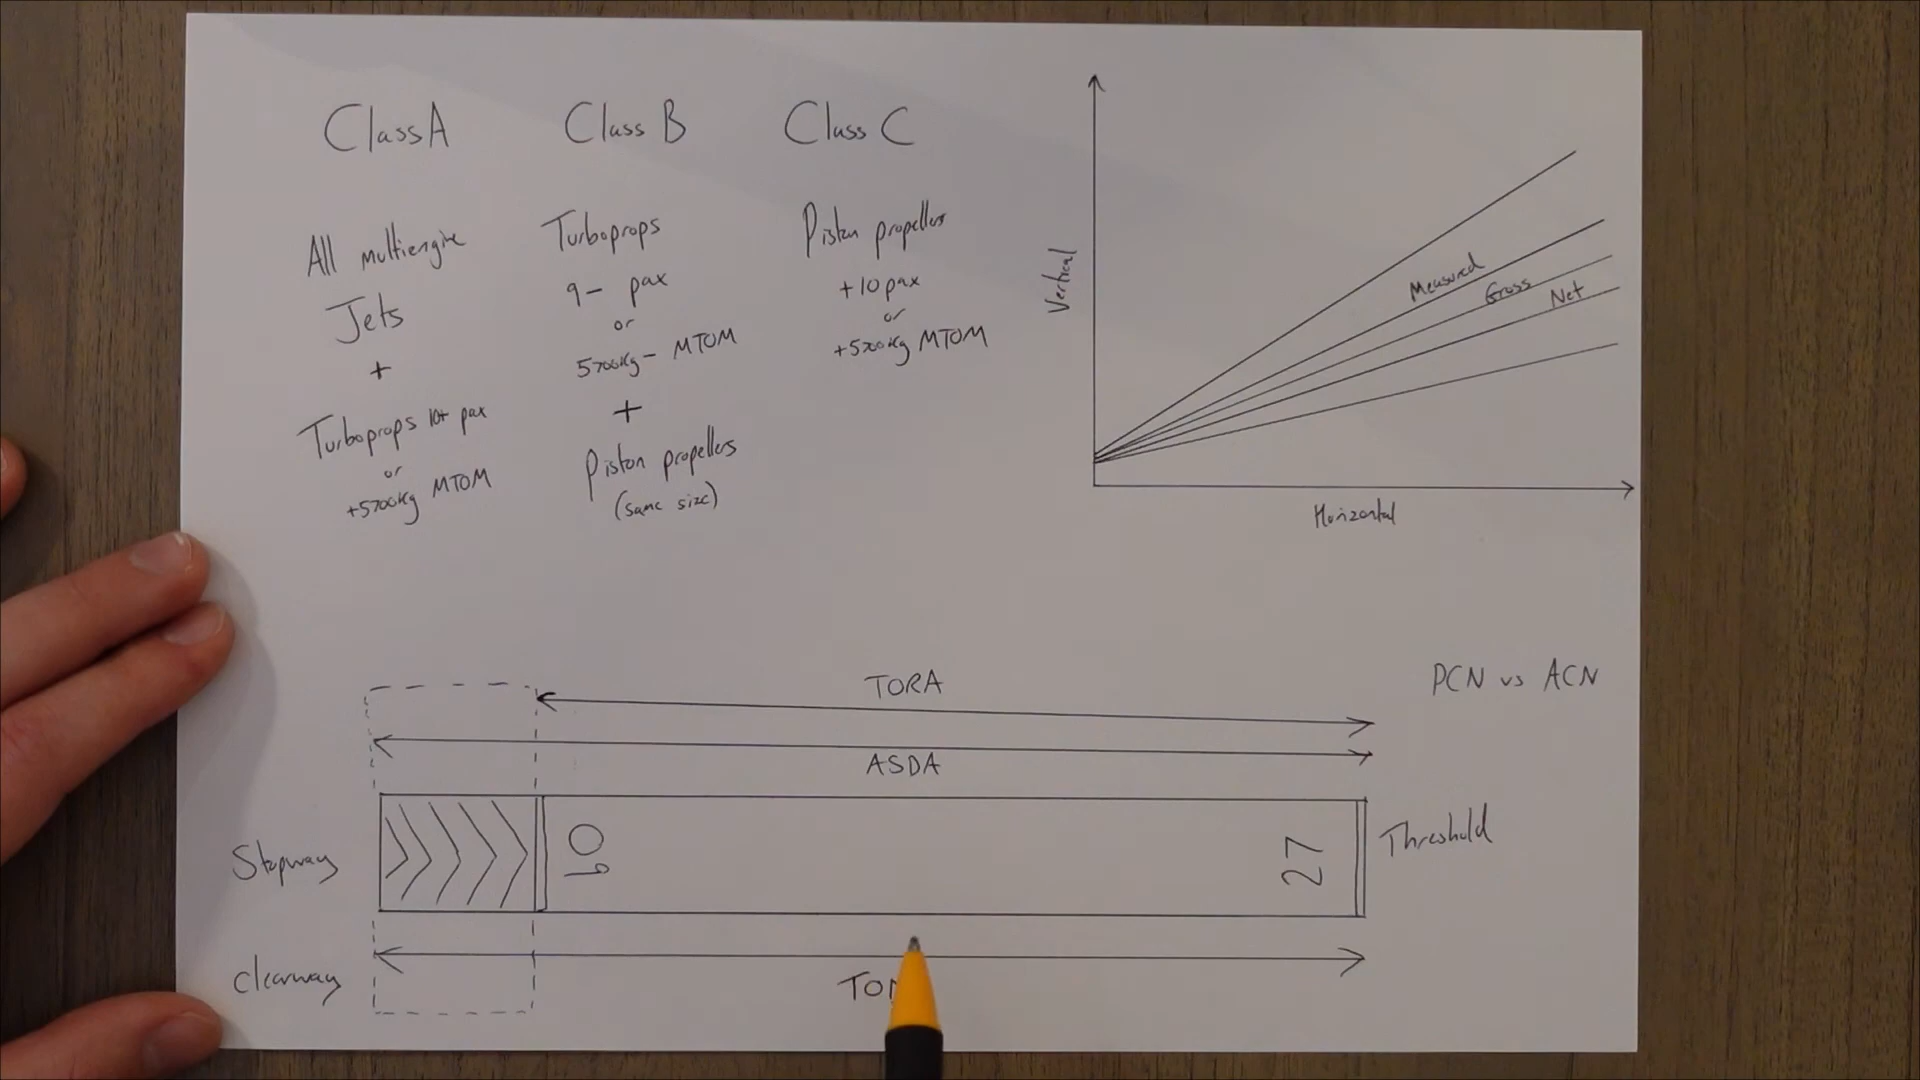 Class A
All multiengine
Jets
+
Turboprops 10+ pax
or
+5700kg MTOM
Class B
Turboprops
9- pax
or
5700kg- MTOM
+
Piston propellers
(same size)
Class C
Piston propellers
+10 pax
or
+5700kg MTOM
Vertical
Measured
Gross
Net
Horizontal
PCN vs ACN
TORA
ASDA
Stopway
09
27
Threshold
Clearway